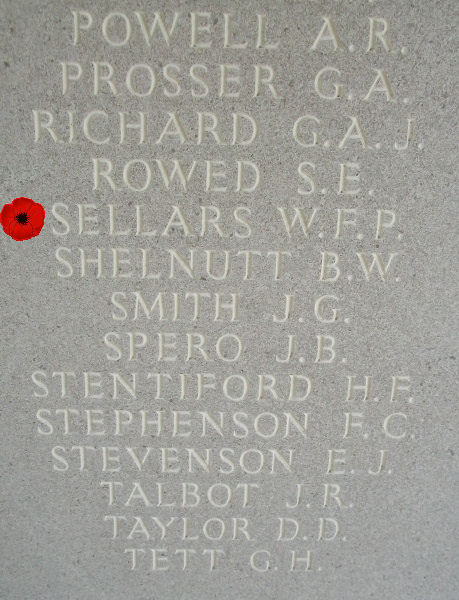 POWELL A.R.
PROSSER G.A.
RICHARD G.A.J.
ROWED S.E.
SELLARS W.F.P.
SHELNUTT B.W.
SMITH J.G.
SPERO J.B.
STENTIFORD H.F.
STEPHENSON F.C.
STEVENSON E.J.
TALBOT J.R.
TAYLOR D.D.
TETT G.H.